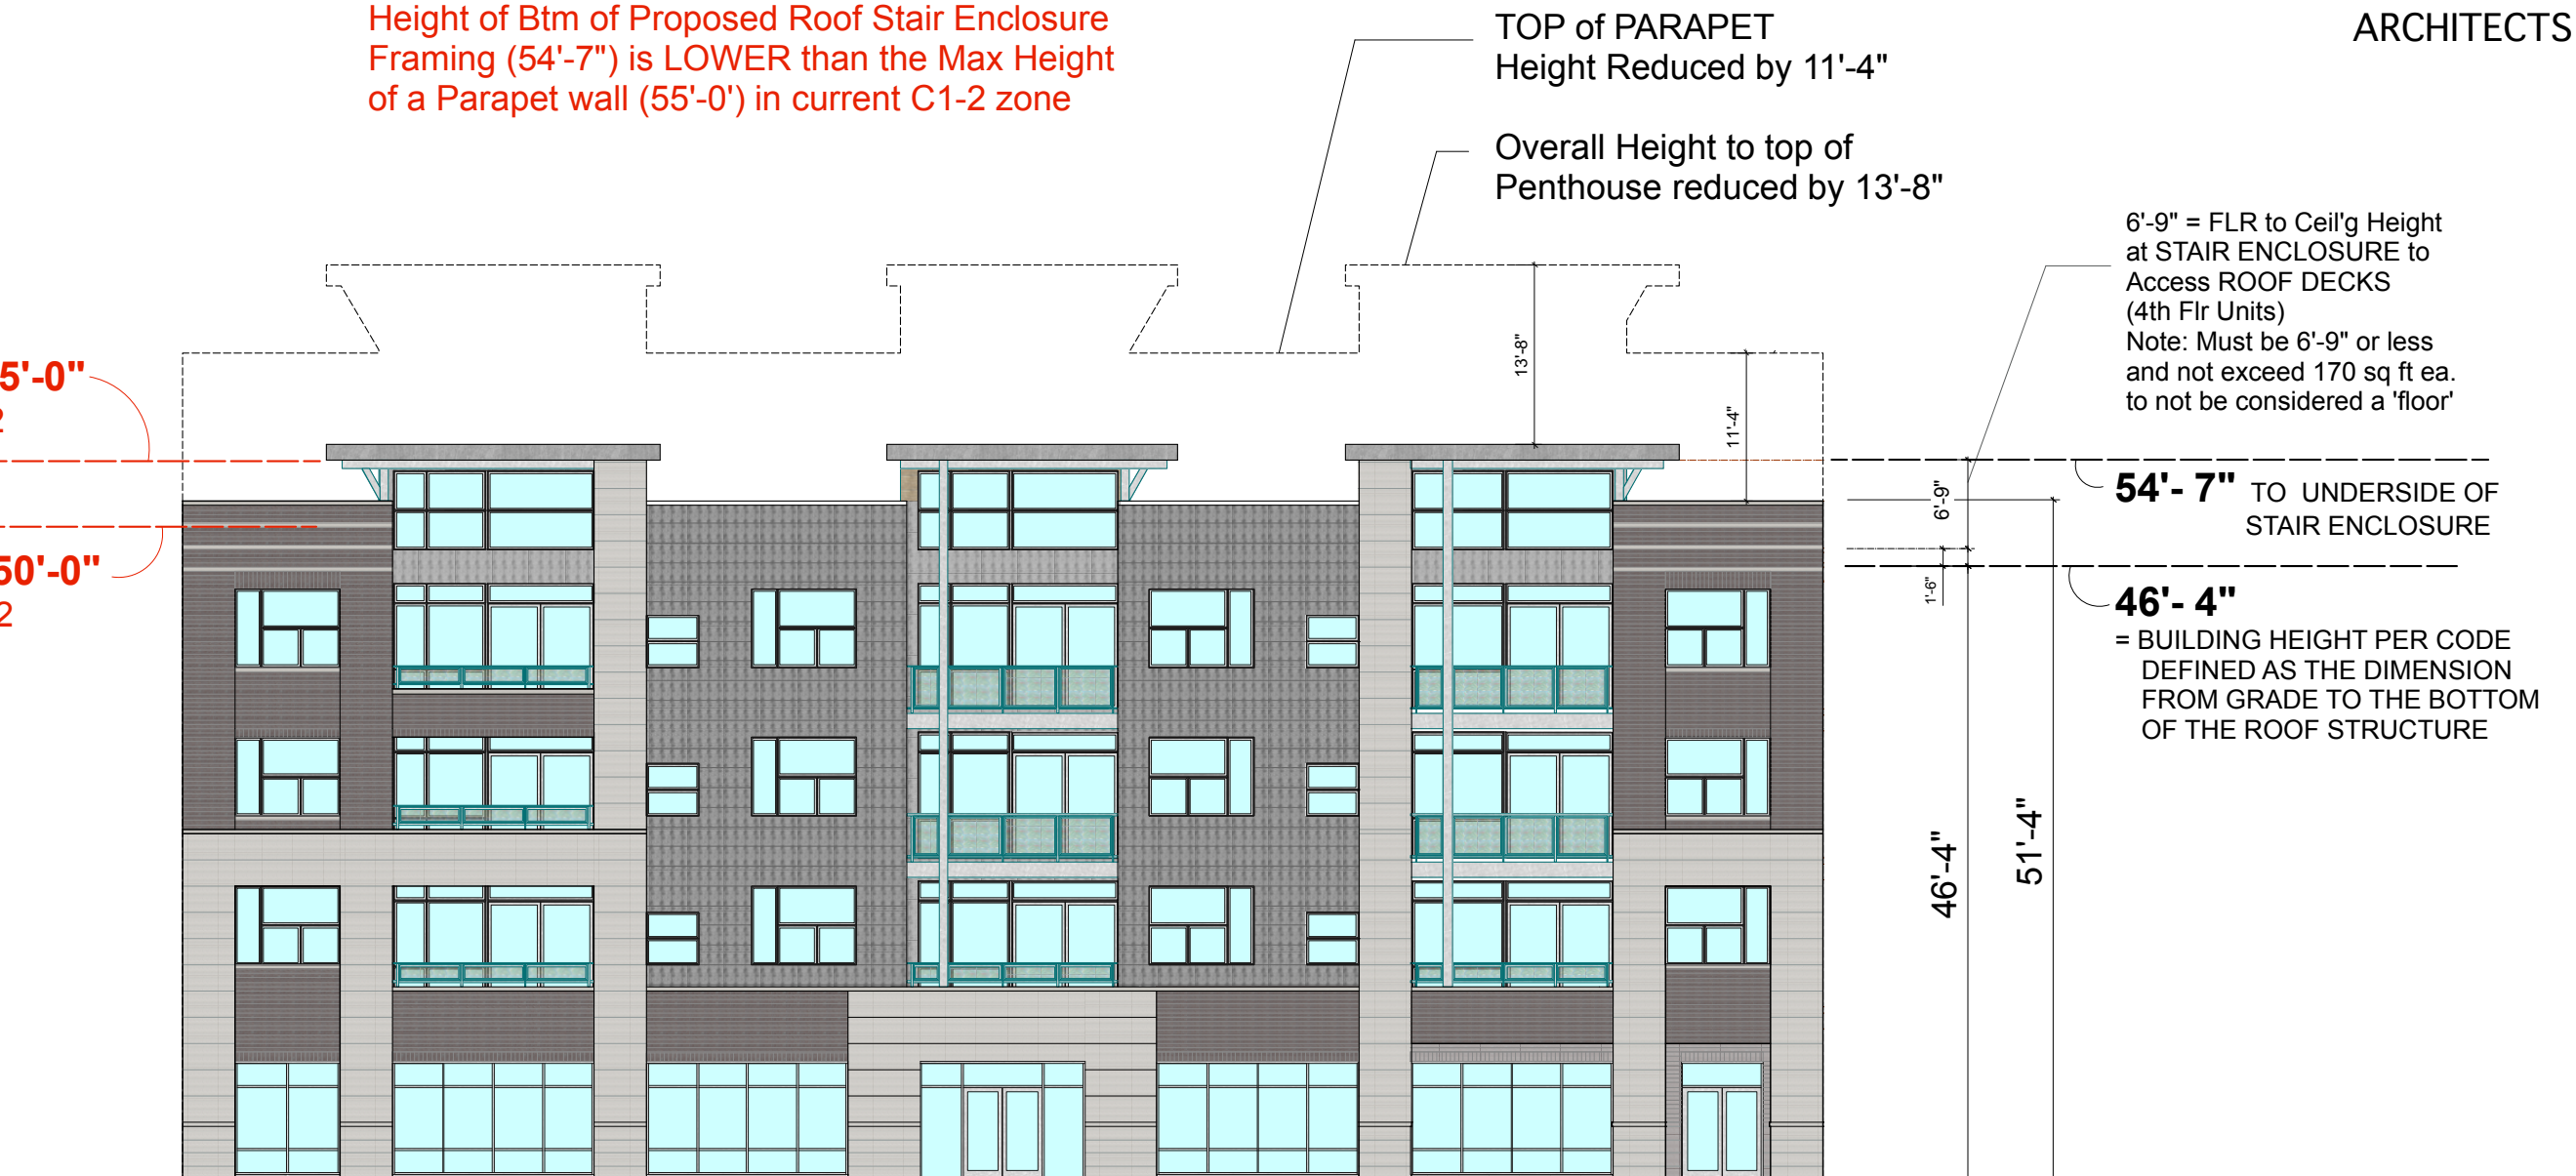 Height of Btm of Proposed Roof Stair Enclosure
Framing (54'-7") is LOWER than the Max Height
of a Parapet wall (55'-0') in current C1-2 zone
TOP of PARAPET
Height Reduced by 11'-4"
Overall Height to top of
Penthouse reduced by 13'-8"
ARCHITECTS
6'-9" = FLR to Ceil'g Height
at STAIR ENCLOSURE to
Access ROOF DECKS
(4th Flr Units)
Note: Must be 6'-9" or less
and not exceed 170 sq ft ea.
to not be considered a 'floor'
5'-0"
2
50'-0"
2
13'-8"
11'-4"
6'-9"
1'-6"
54'- 7" TO UNDERSIDE OF
STAIR ENCLOSURE
46'- 4"
= BUILDING HEIGHT PER CODE
DEFINED AS THE DIMENSION
FROM GRADE TO THE BOTTOM
OF THE ROOF STRUCTURE
46'-4"
51'-4"